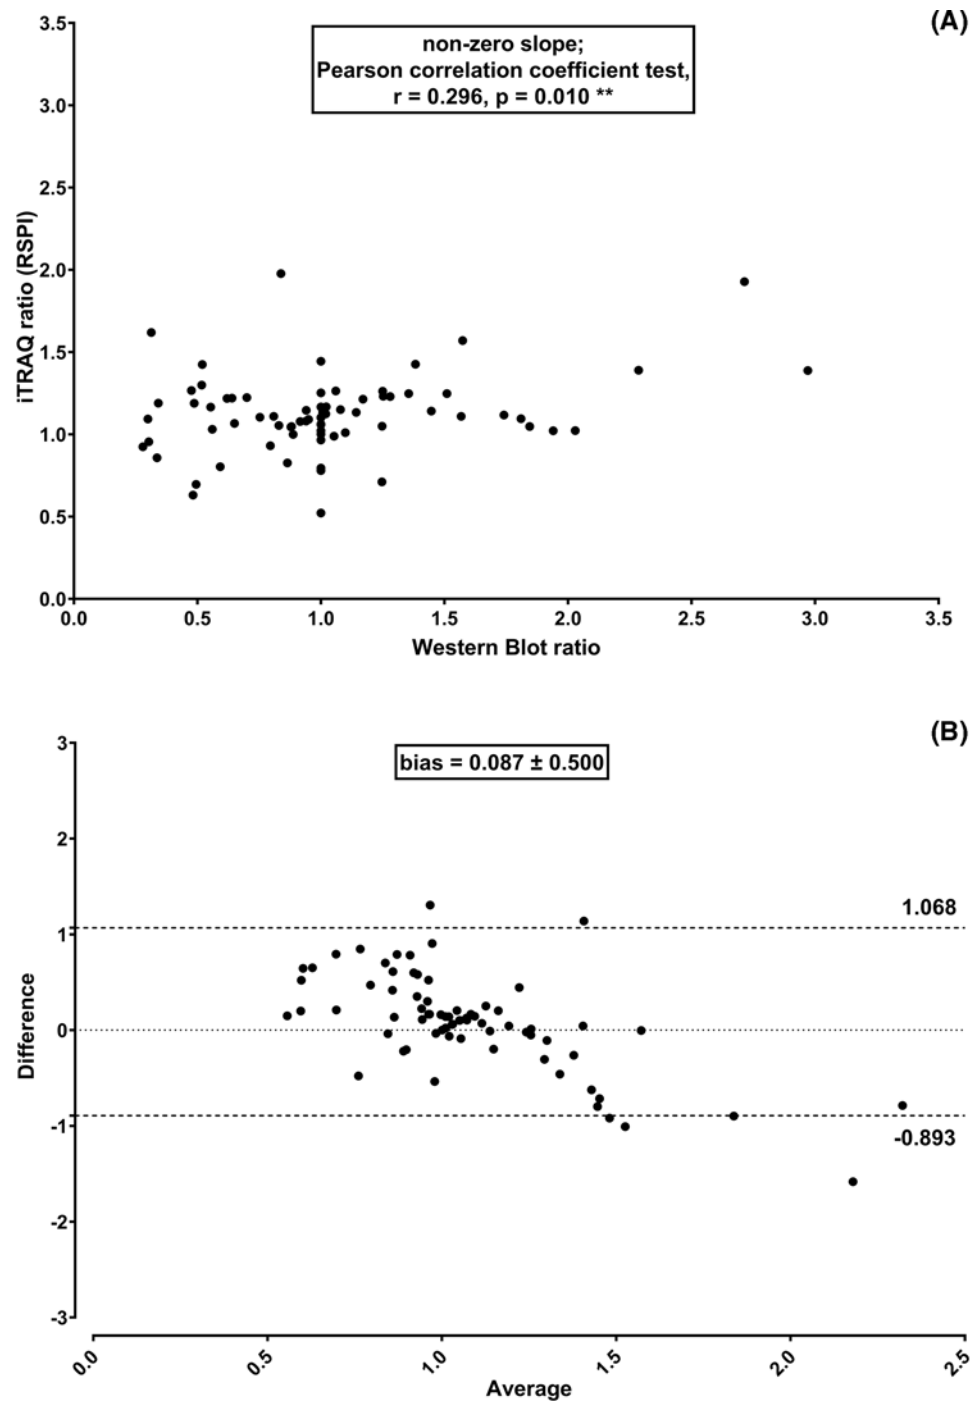 (A)
non-zero slope;
Pearson correlation coefficient test,
r = 0.296, p = 0.010 **
3.5
3.0
2.5
2.0
1.5
1.0
0.5
0.0
iTRAQ ratio (RSPI)
0.0 0.5 1.0 1.5 2.0 2.5 3.0 3.5
Western Blot ratio
(B)
bias = 0.087 ± 0.500
3
2
1
0
-1
-2
-3
1.068
-0.893
Difference
0.0 0.5 1.0 1.5 2.0 2.5
Average